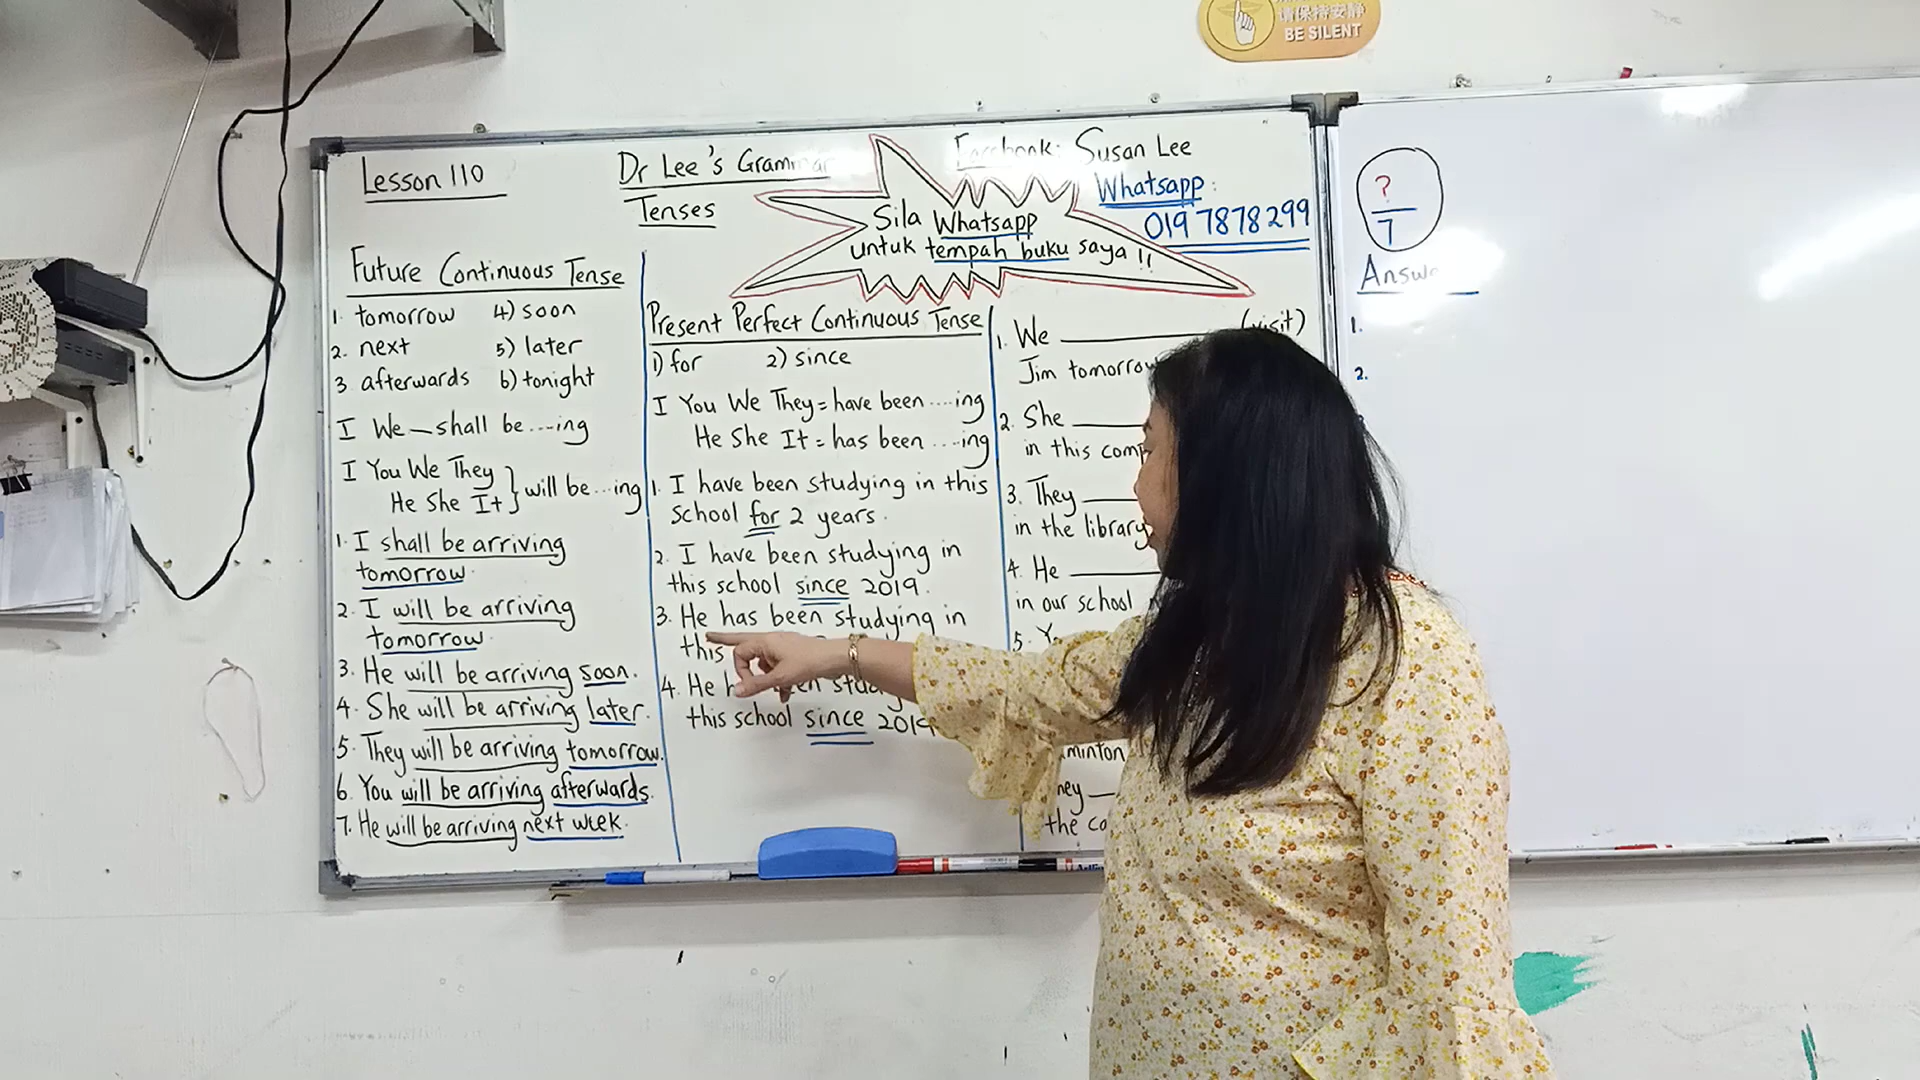 请保持安静
BE SILENT
Lesson 110
Dr Lee's Grammar
Tenses
Facebook: Susan Lee
Whatsapp:
019 7878299
Sila Whatsapp
untuk tempah buku saya!!
Future Continuous Tense
1. tomorrow 4) soon
2. next 5) later
3. afterwards 6) tonight
I We — shall be ....ing
I You We They
He She It } will be ...ing
1. I shall be arriving
tomorrow.
2. I will be arriving
tomorrow.
3. He will be arriving soon.
4. She will be arriving later.
5. They will be arriving tomorrow.
6. You will be arriving afterwards.
7. He will be arriving next week.
Present Perfect Continuous Tense
1) for 2) since
I You We They = have been ....ing
He She It = has been ....ing
1. I have been studying in this
school for 2 years.
2. I have been studying in
this school since 2019.
3. He has been studying in
this
4. He
this school since 2019
1. We ________ (visit)
Jim tomorrow
2. She ________
in this
3. They ________
in the library
4. He ________
in our school
5.
the
?
7
1.
2.